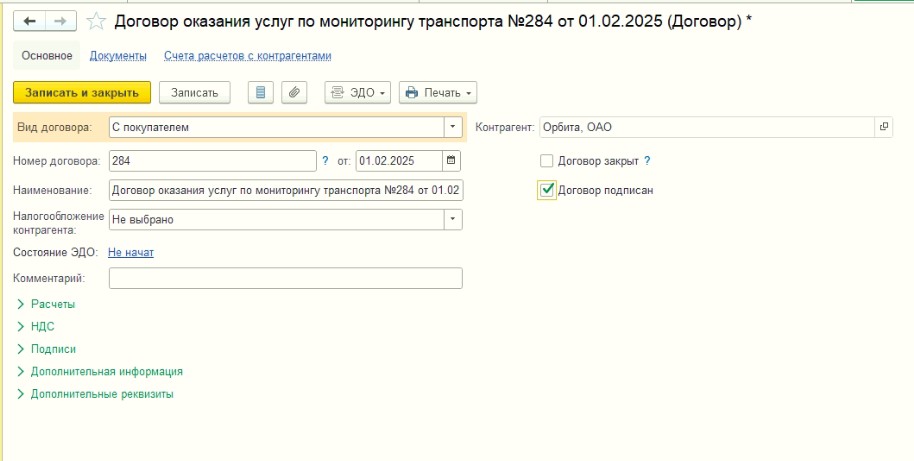 Договор оказания услуг по мониторингу транспорта №284 от 01.02.2025 (Договор) *
Основное Документы Счета расчетов с контрагентами
Записать и закрыть Записать ЭДО Печать
Вид договора: С покупателем Контрагент: Орбита, ОАО
Номер договора: 284 ? от: 01.02.2025 Договор закрыт ?
Наименование: Договор оказания услуг по мониторингу транспорта №284 от 01.02 Договор подписан
Налогообложение
контрагента: Не выбрано
Состояние ЭДО: Не начат
Комментарий:
Расчеты
НДС
Подписи
Дополнительная информация
Дополнительные реквизиты